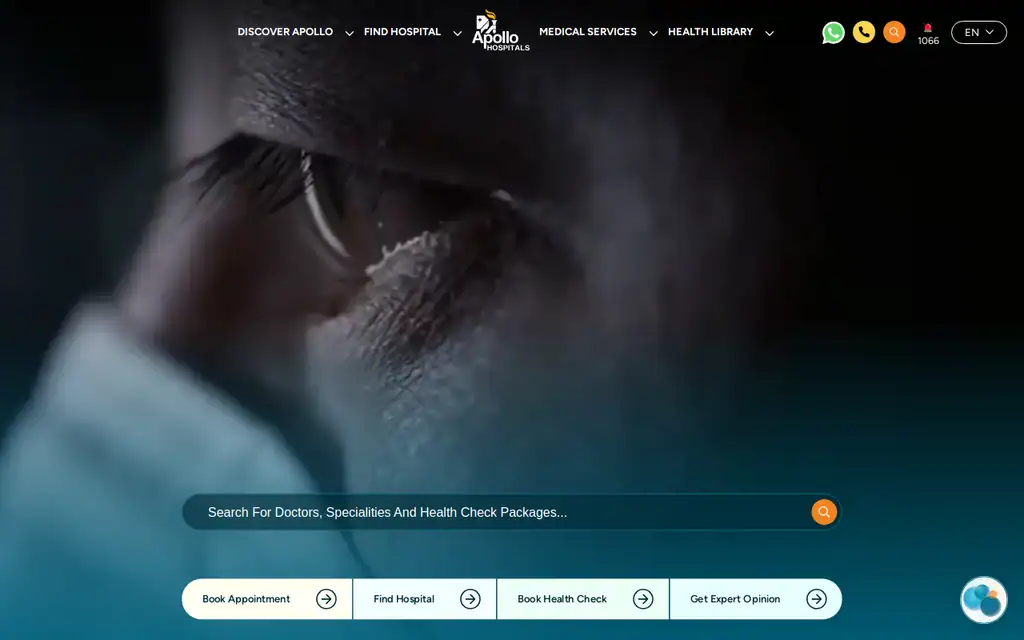 DISCOVER APOLLO
FIND HOSPITAL
Apollo
HOSPITALS
MEDICAL SERVICES
HEALTH LIBRARY
1066
EN
Search For Doctors, Specialities And Health Check Packages...
Book Appointment
Find Hospital
Book Health Check
Get Expert Opinion